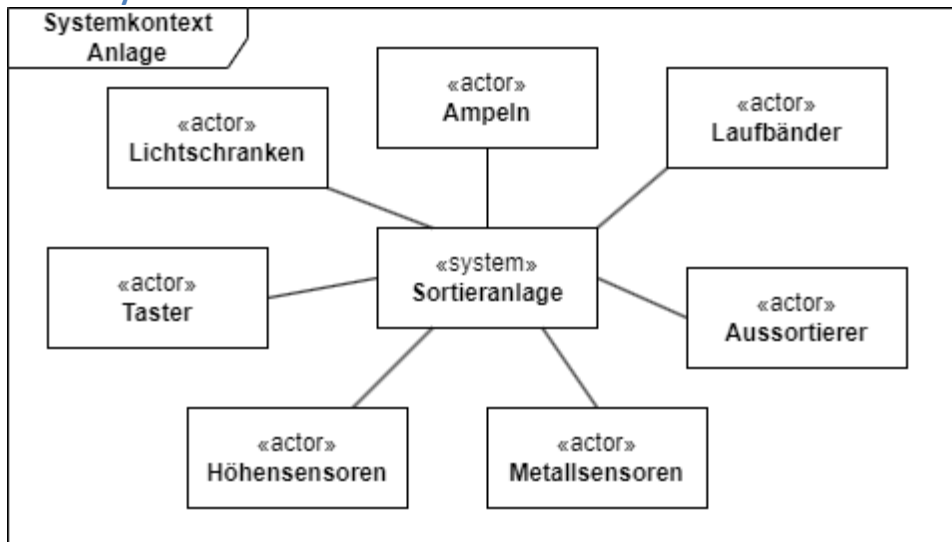 Systemkontext
Anlage
«actor»
Ampeln
«actor»
Laufbänder
«actor»
Lichtschranken
«system»
Sortieranlage
«actor»
Taster
«actor»
Aussortierer
«actor»
Höhensensoren
«actor»
Metallsensoren